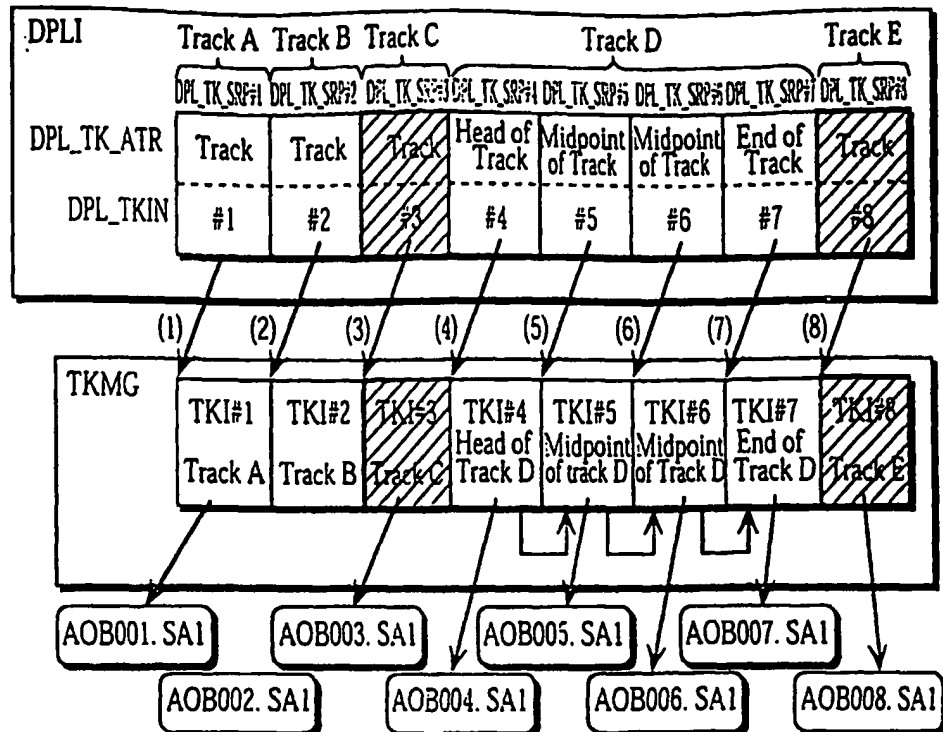 DPLI
Track A Track B Track C Track D Track E
DPL_TK_SRP#1 DPL_TK_SRP#2 DPL_TK_SRP#3 DPL_TK_SRP#4 DPL_TK_SRP#5 DPL_TK_SRP#6 DPL_TK_SRP#7 DPL_TK_SRP#8
DPL_TK_ATR Track Track Track Head of Track Midpoint of Track Midpoint of Track End of Track Track
DPL_TKIN #1 #2 #3 #4 #5 #6 #7 #8
(1) (2) (3) (4) (5) (6) (7) (8)
TKMG
TKI#1 TKI#2 TKI#3 TKI#4 TKI#5 TKI#6 TKI#7 TKI#8
Track A Track B Track C Head of Track D Midpoint of track D Midpoint of Track D End of Track D Track E
AOB001. SA1 AOB003. SA1 AOB005. SA1 AOB007. SA1
AOB002. SA1 AOB004. SA1 AOB006. SA1 AOB008. SA1